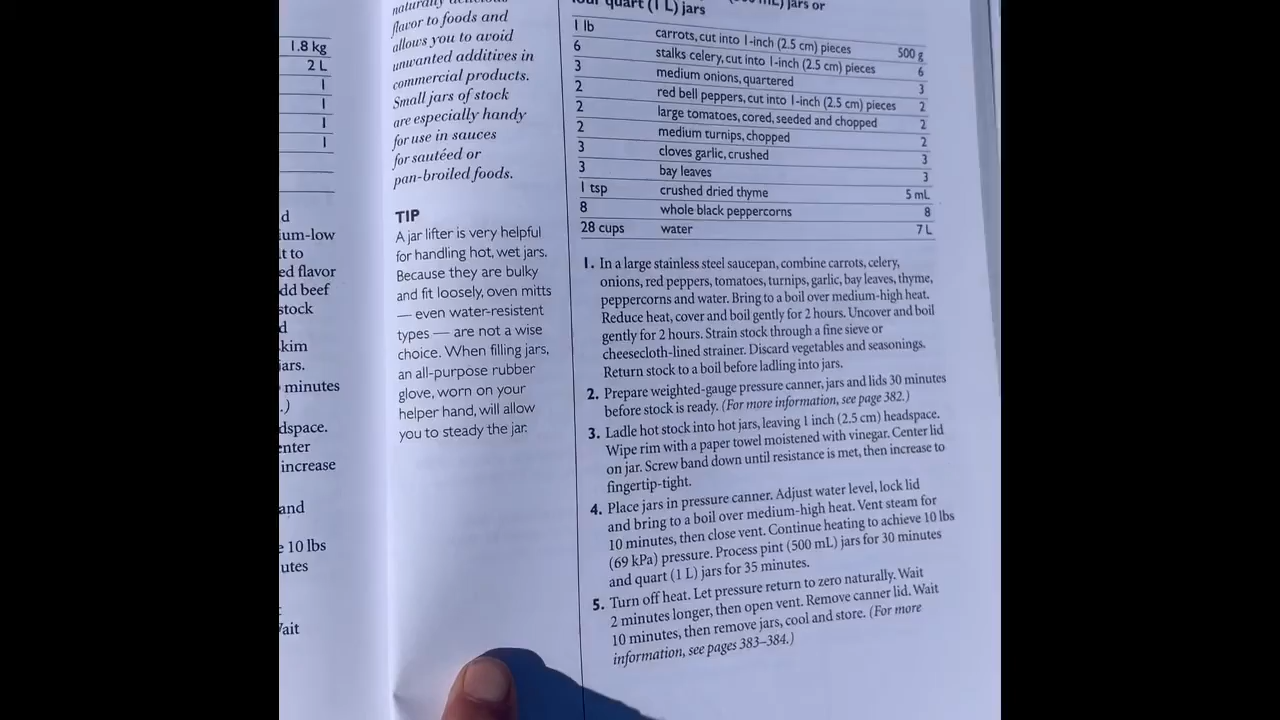 1.8 kg
2 L
1
1
1
1
d
um-low
t to
ed flavor
dd beef
stock
d
kim
jars.
minutes
.)
dspace.
enter
increase
and
e 10 lbs
utes
Vait
naturally delicious
flavor to foods and
allows you to avoid
unwanted additives in
commercial products.
Small jars of stock
are especially handy
for use in sauces
for sautéed or
pan-broiled foods.
TIP
A jar lifter is very helpful
for handling hot, wet jars.
Because they are bulky
and fit loosely, oven mitts
— even water-resistent
types — are not a wise
choice. When filling jars,
an all-purpose rubber
glove, worn on your
helper hand, will allow
you to steady the jar.
four quart (1 L) jars mL) jars or
1 lb carrots, cut into 1-inch (2.5 cm) pieces 500 g
6 stalks celery, cut into 1-inch (2.5 cm) pieces 6
3 medium onions, quartered 3
2 red bell peppers, cut into 1-inch (2.5 cm) pieces 2
2 large tomatoes, cored, seeded and chopped 2
2 medium turnips, chopped 2
3 cloves garlic, crushed 3
3 bay leaves 3
1 tsp crushed dried thyme 5 mL
8 whole black peppercorns 8
28 cups water 7 L
1. In a large stainless steel saucepan, combine carrots, celery,
onions, red peppers, tomatoes, turnips, garlic, bay leaves, thyme,
peppercorns and water. Bring to a boil over medium-high heat.
Reduce heat, cover and boil gently for 2 hours. Uncover and boil
gently for 2 hours. Strain stock through a fine sieve or
cheesecloth-lined strainer. Discard vegetables and seasonings.
Return stock to a boil before ladling into jars.
2. Prepare weighted-gauge pressure canner, jars and lids 30 minutes
before stock is ready. (For more information, see page 382.)
3. Ladle hot stock into hot jars, leaving 1 inch (2.5 cm) headspace.
Wipe rim with a paper towel moistened with vinegar. Center lid
on jar. Screw band down until resistance is met, then increase to
fingertip-tight.
4. Place jars in pressure canner. Adjust water level, lock lid
and bring to a boil over medium-high heat. Vent steam for
10 minutes, then close vent. Continue heating to achieve 10 lbs
(69 kPa) pressure. Process pint (500 mL) jars for 30 minutes
and quart (1 L) jars for 35 minutes.
5. Turn off heat. Let pressure return to zero naturally. Wait
2 minutes longer, then open vent. Remove canner lid. Wait
10 minutes, then remove jars, cool and store. (For more
information, see pages 383–384.)